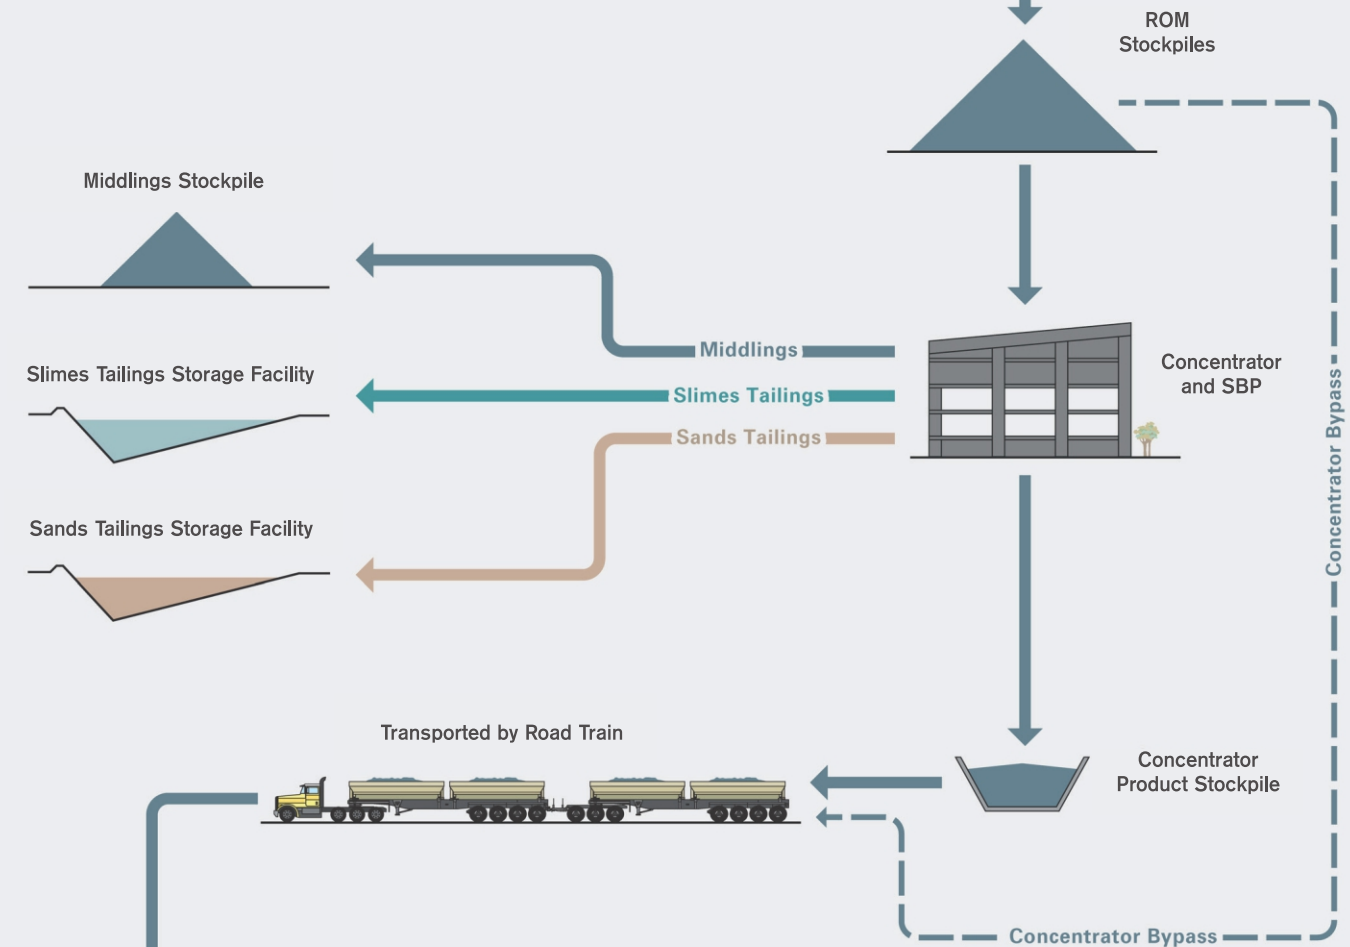 ROM
Stockpiles
Middlings Stockpile
Middlings
Slimes Tailings Storage Facility
Slimes Tailings
Concentrator
and SBP
Sands Tailings
Concentrator Bypass
Sands Tailings Storage Facility
Transported by Road Train
Concentrator
Product Stockpile
Concentrator Bypass